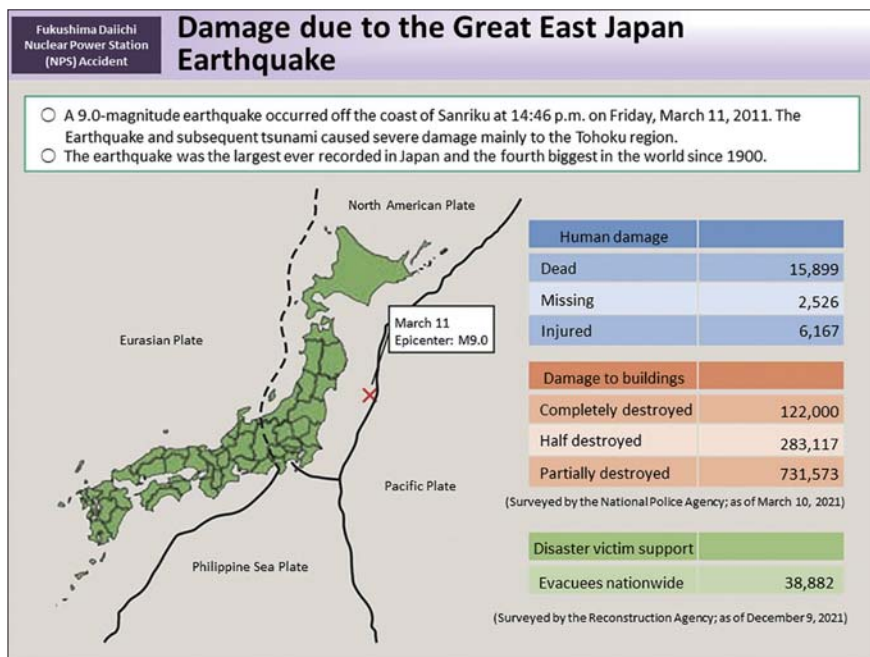 Fukushima Daiichi
Nuclear Power Station
(NPS) Accident
Damage due to the Great East Japan
Earthquake
○ A 9.0-magnitude earthquake occurred off the coast of Sanriku at 14:46 p.m. on Friday, March 11, 2011. The
Earthquake and subsequent tsunami caused severe damage mainly to the Tohoku region.
○ The earthquake was the largest ever recorded in Japan and the fourth biggest in the world since 1900.
North American Plate
Eurasian Plate
March 11
Epicenter: M9.0
Pacific Plate
Philippine Sea Plate
Human damage
Dead 15,899
Missing 2,526
Injured 6,167
Damage to buildings
Completely destroyed 122,000
Half destroyed 283,117
Partially destroyed 731,573
(Surveyed by the National Police Agency; as of March 10, 2021)
Disaster victim support
Evacuees nationwide 38,882
(Surveyed by the Reconstruction Agency; as of December 9, 2021)